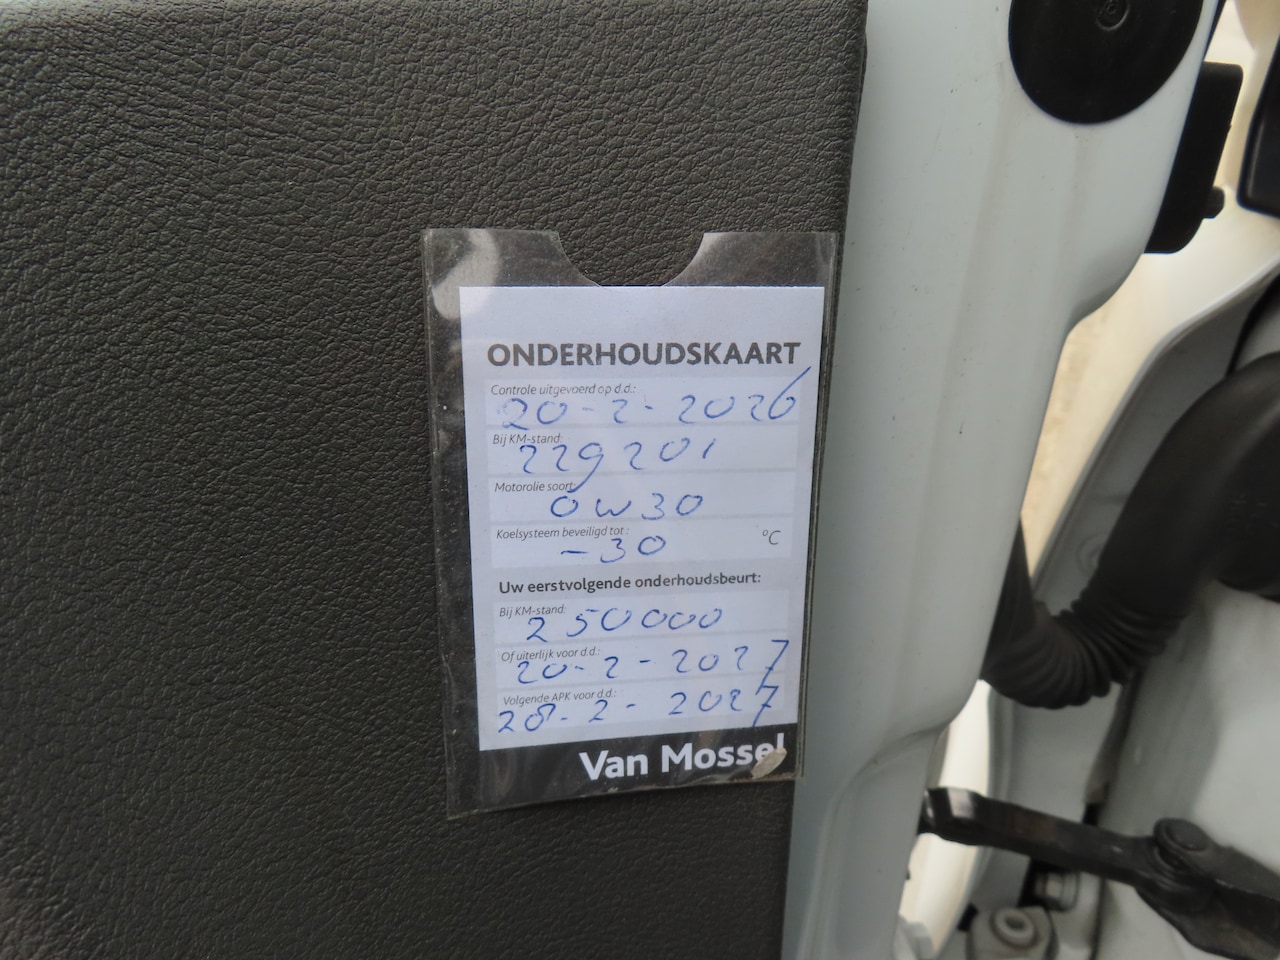 ONDERHOUDSKAART
Controle uitgevoerd op d.d.:
20-2-2026
Bij KM-stand:
229201
Motorolie soort:
0W30
Koelsysteem beveiligd tot:
-30 °C
Uw eerstvolgende onderhoudsbeurt:
Bij KM-stand:
250000
Of uiterlijk voor d.d.:
20-2-2027
Volgende APK voor d.d.:
-2-2027
Van Mossel